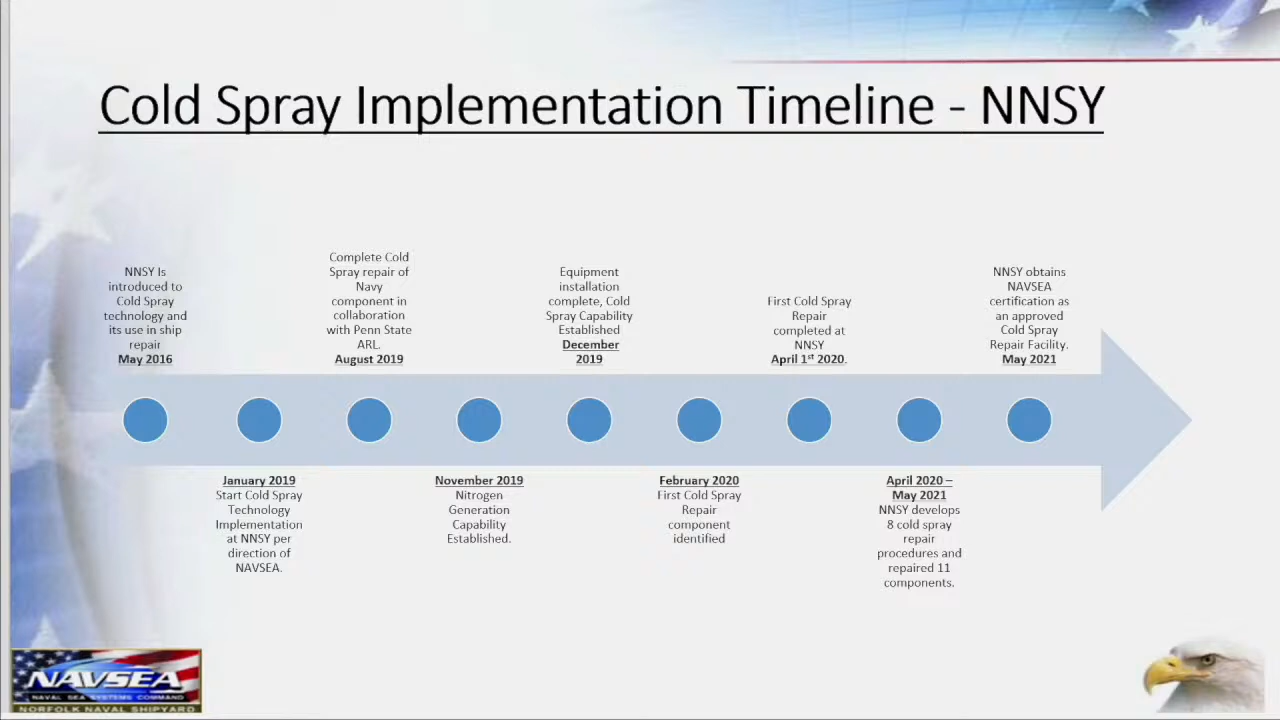 Cold Spray Implementation Timeline - NNSY
NNSY Is
introduced to
Cold Spray
technology and
its use in ship
repair
May 2016
January 2019
Start Cold Spray
Technology
Implementation
at NNSY per
direction of
NAVSEA.
Complete Cold
Spray repair of
Navy
component in
collaboration
with Penn State
ARL.
August 2019
November 2019
Nitrogen
Generation
Capability
Established.
Equipment
installation
complete, Cold
Spray Capability
Established
December
2019
February 2020
First Cold Spray
Repair
component
identified
First Cold Spray
Repair
completed at
NNSY
April 1st 2020.
April 2020 –
May 2021
NNSY develops
8 cold spray
repair
procedures and
repaired 11
components.
NNSY obtains
NAVSEA
certification as
an approved
Cold Spray
Repair Facility.
May 2021
NAVSEA
NAVAL SEA SYSTEMS COMMAND
NORFOLK NAVAL SHIPYARD